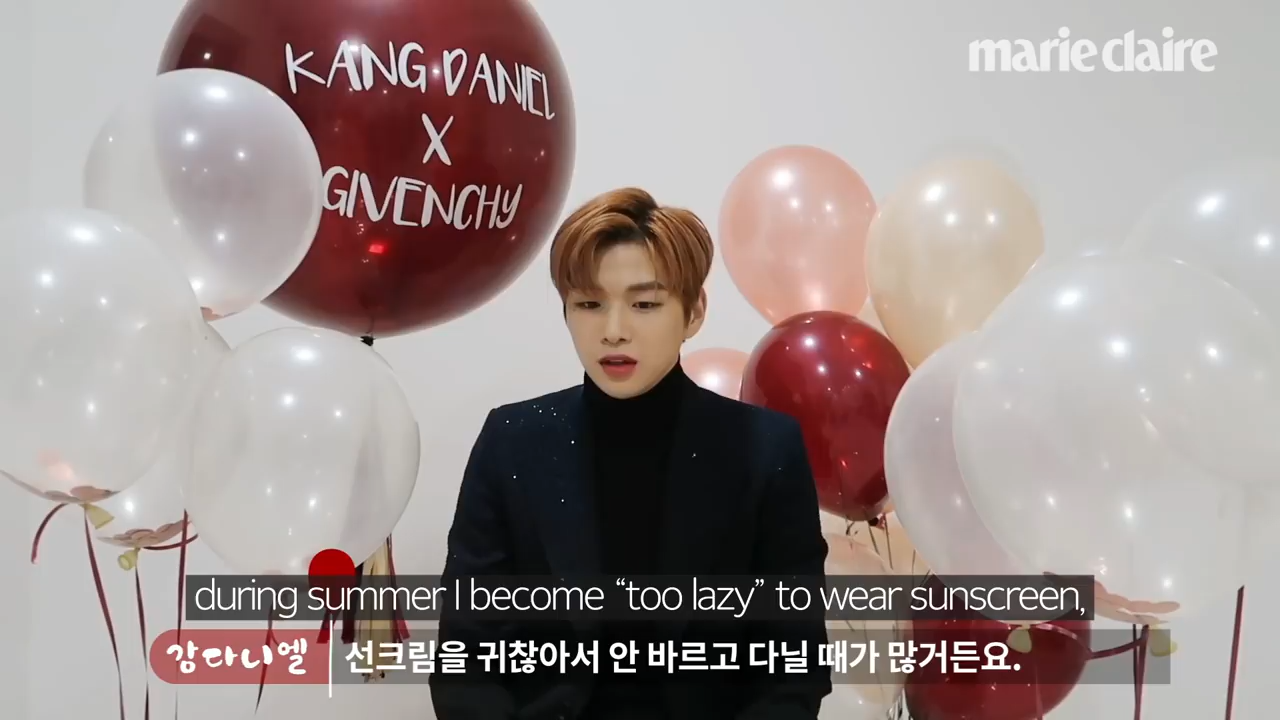 marie claire
KANG DANIEL
X
GIVENCHY
during summer I become “too lazy” to wear sunscreen,
강다니엘
선크림을 귀찮아서 안 바르고 다닐 때가 많거든요.